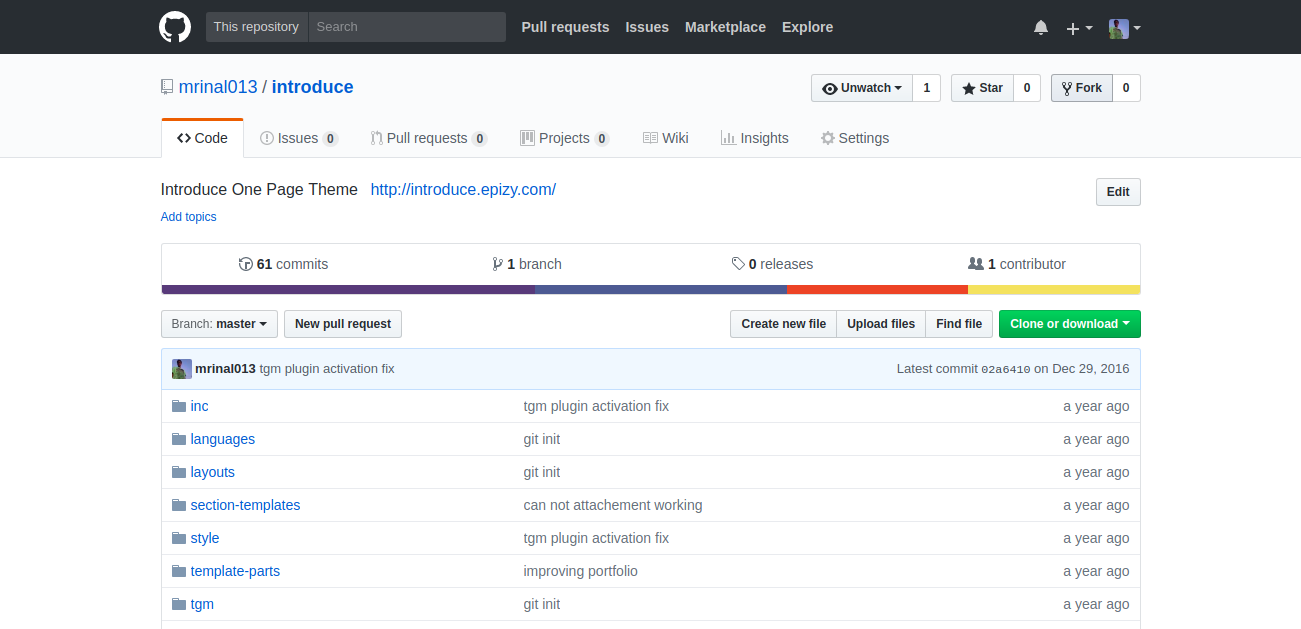 This repository Search Pull requests Issues Marketplace Explore
mrinal013 / introduce Unwatch 1 Star 0 Fork 0
Code Issues 0 Pull requests 0 Projects 0 Wiki Insights Settings
Introduce One Page Theme http://introduce.epizy.com/ Edit
Add topics
61 commits 1 branch 0 releases 1 contributor
Branch: master New pull request Create new file Upload files Find file Clone or download
mrinal013 tgm plugin activation fix Latest commit 02a6410 on Dec 29, 2016
inc tgm plugin activation fix a year ago
languages git init a year ago
layouts git init a year ago
section-templates can not attachement working a year ago
style tgm plugin activation fix a year ago
template-parts improving portfolio a year ago
tgm git init a year ago